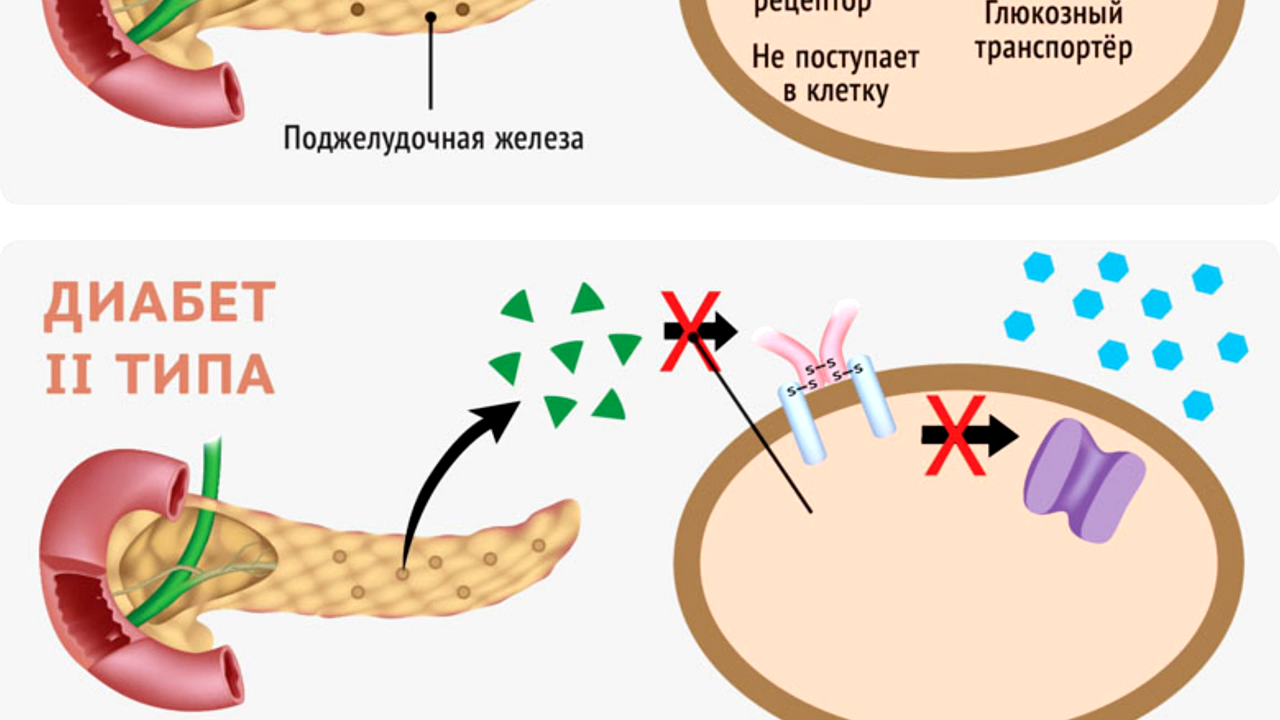 рецептор
Глюкозный
транспортёр
Не поступает
в клетку
Поджелудочная железа
ДИАБЕТ
II ТИПА
s–s
s–s
s–s